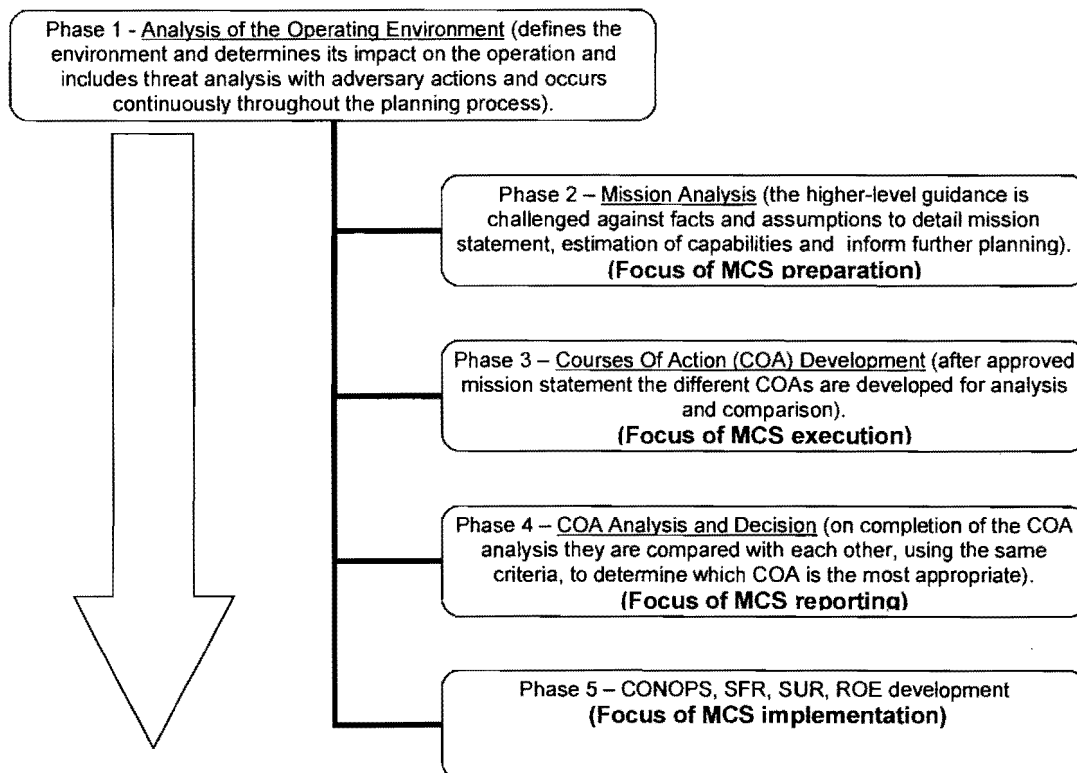 Phase 1 - Analysis of the Operating Environment (defines the
environment and determines its impact on the operation and
includes threat analysis with adversary actions and occurs
continuously throughout the planning process).
Phase 2 – Mission Analysis (the higher-level guidance is
challenged against facts and assumptions to detail mission
statement, estimation of capabilities and inform further planning).
(Focus of MCS preparation)
Phase 3 – Courses Of Action (COA) Development (after approved
mission statement the different COAs are developed for analysis
and comparison).
(Focus of MCS execution)
Phase 4 – COA Analysis and Decision (on completion of the COA
analysis they are compared with each other, using the same
criteria, to determine which COA is the most appropriate).
(Focus of MCS reporting)
Phase 5 – CONOPS, SFR, SUR, ROE development
(Focus of MCS implementation)